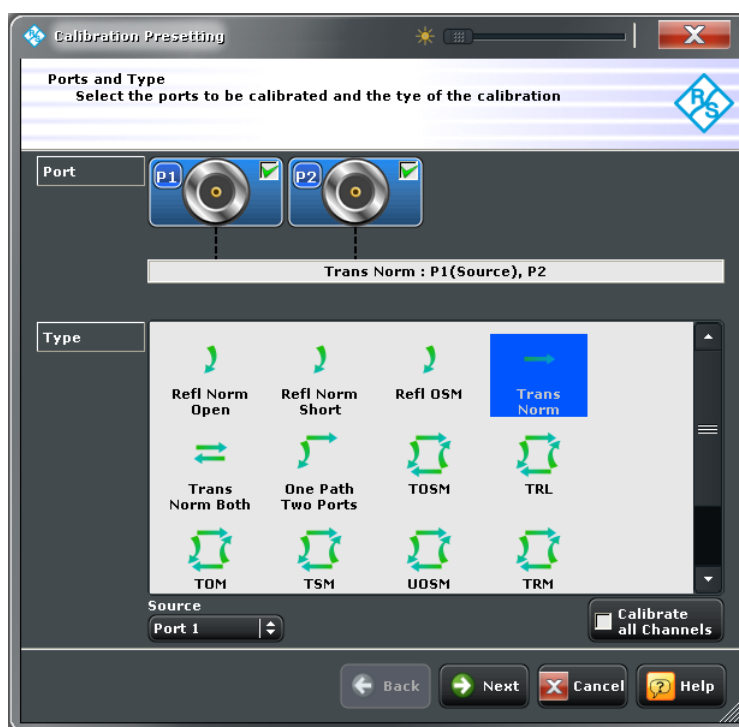 Calibration Presetting
X
Ports and Type
Select the ports to be calibrated and the tye of the calibration
R&S
Port
P1
P2
Trans Norm : P1(Source), P2
Type
Refl Norm Open
Refl Norm Short
Refl OSM
Trans Norm
Trans Norm Both
One Path Two Ports
TOSM
TRL
TOM
TSM
UOSM
TRM
Source
Port 1
Calibrate all Channels
Back
Next
X Cancel
? Help